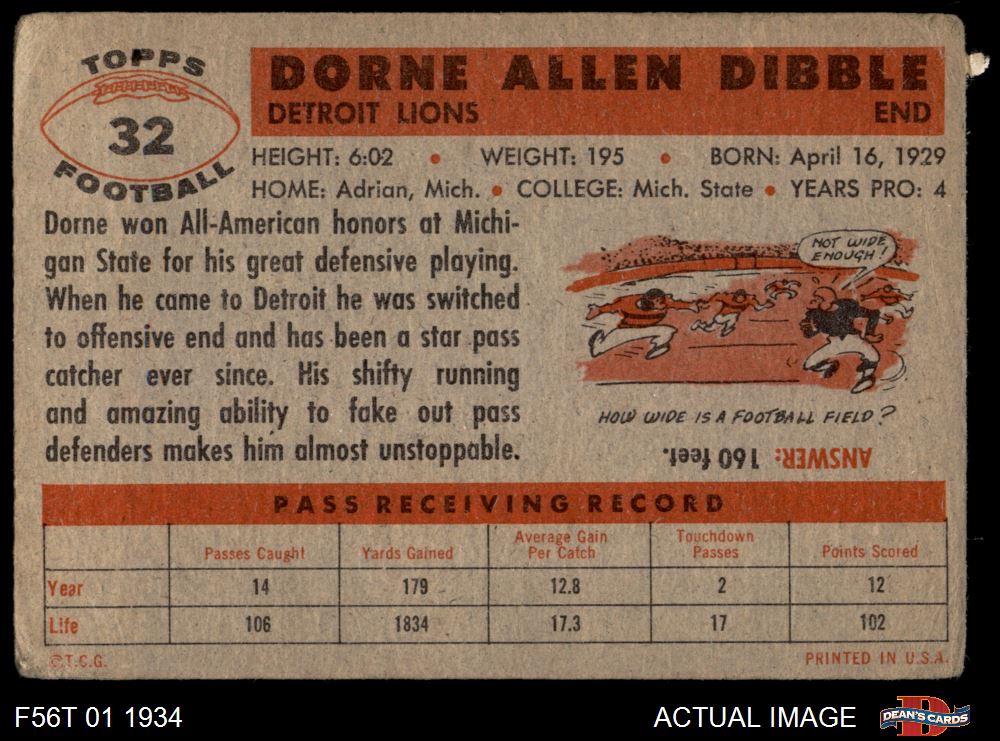 TOPPS
32
FOOTBALL
DORNE ALLEN DIBBLE
DETROIT LIONS END
HEIGHT: 6:02 • WEIGHT: 195 • BORN: April 16, 1929
HOME: Adrian, Mich. • COLLEGE: Mich. State • YEARS PRO: 4
Dorne won All-American honors at Michi-
gan State for his great defensive playing.
When he came to Detroit he was switched
to offensive end and has been a star pass
catcher ever since. His shifty running
and amazing ability to fake out pass
defenders makes him almost unstoppable.
NOT WIDE
ENOUGH!
HOW WIDE IS A FOOTBALL FIELD?
ANSWER: 160 feet.
PASS RECEIVING RECORD
Passes Caught Yards Gained Average Gain Per Catch Touchdown Passes Points Scored
Year 14 179 12.8 2 12
Life 106 1834 17.3 17 102
©T.C.G. PRINTED IN U.S.A.
F56T 01 1934 ACTUAL IMAGE DEAN'S CARDS